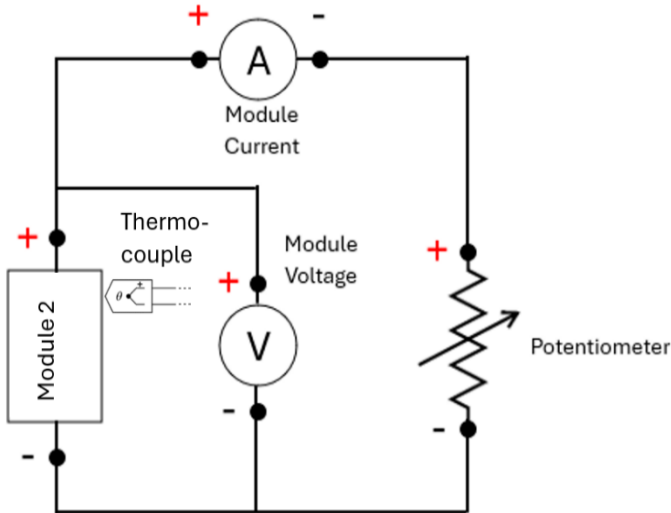 + -
A
Module
Current
Thermo-
couple
+
θ
+
Module
Voltage
+
+
Module 2
V
Potentiometer
-
-
-